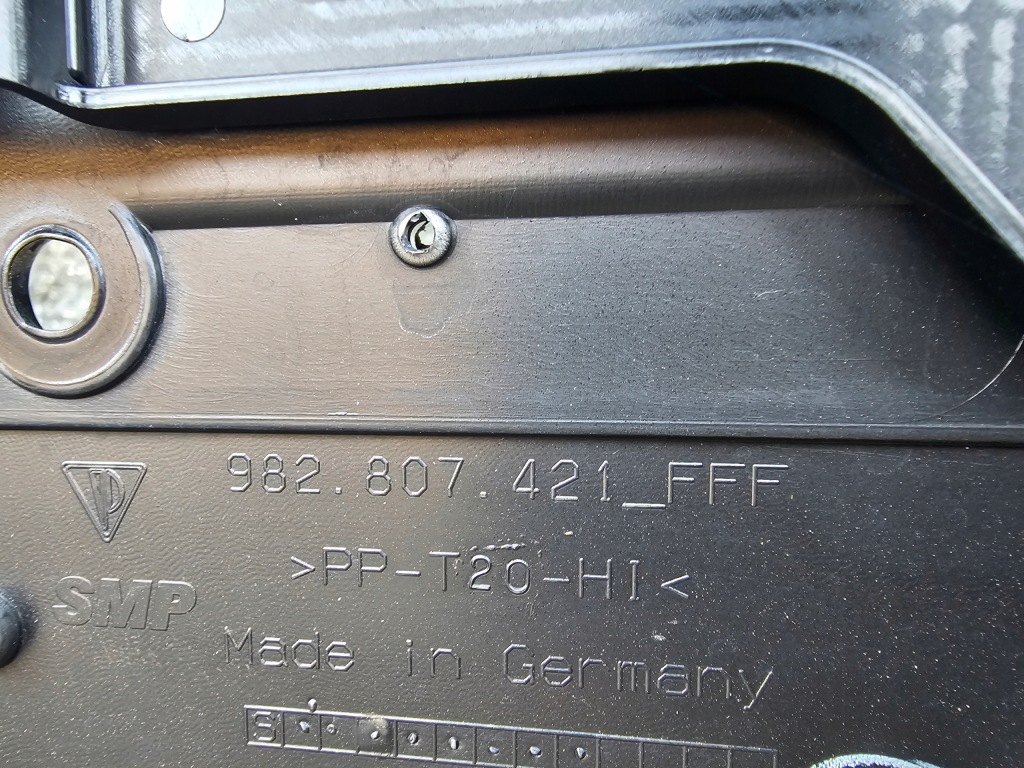 982.807.421_FFF
>PP-T20-HI<
SMP
Made in Germany
S